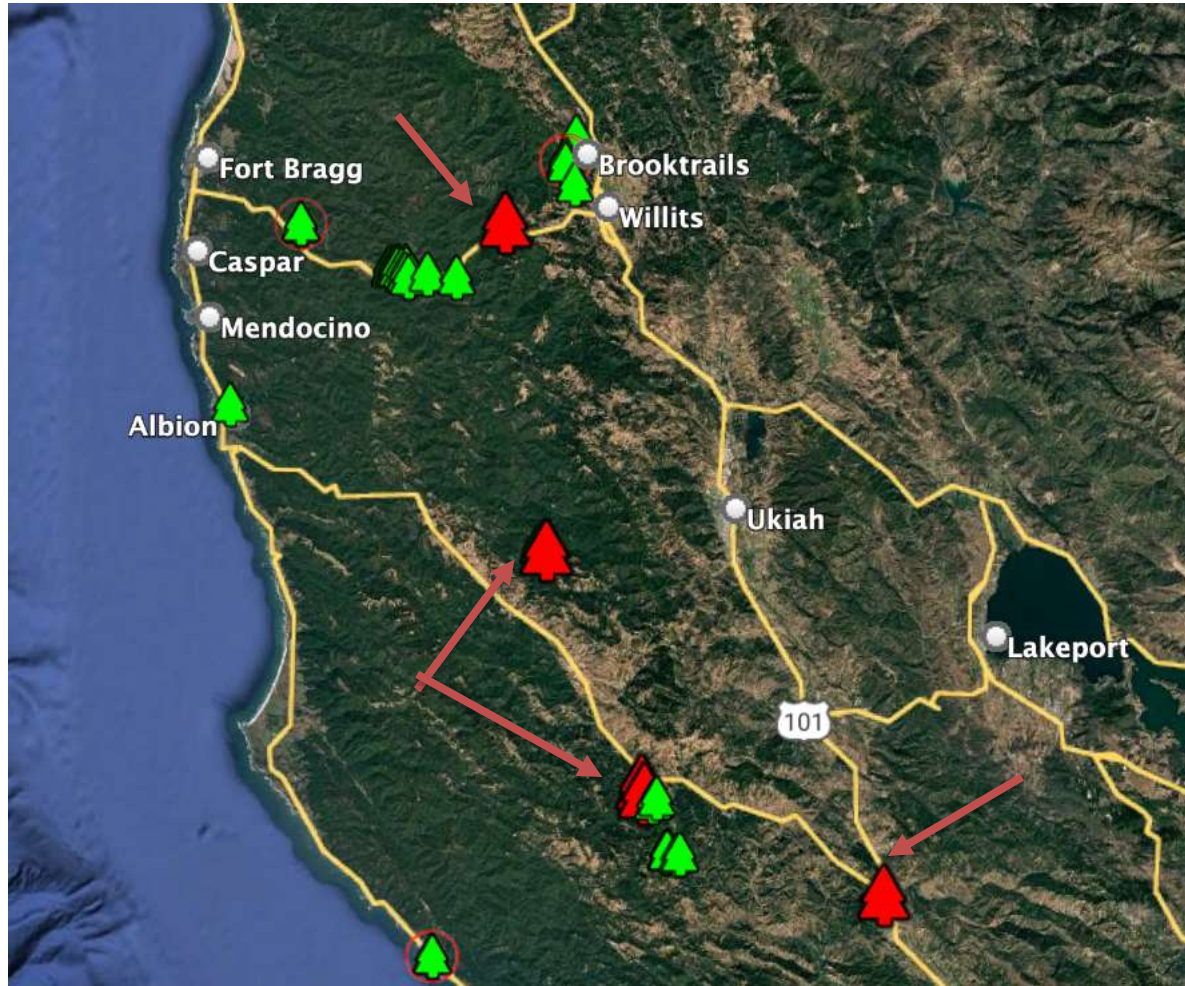 Fort Bragg
Brooktrails
Willits
Caspar
Mendocino
Albion
Ukiah
Lakeport
101